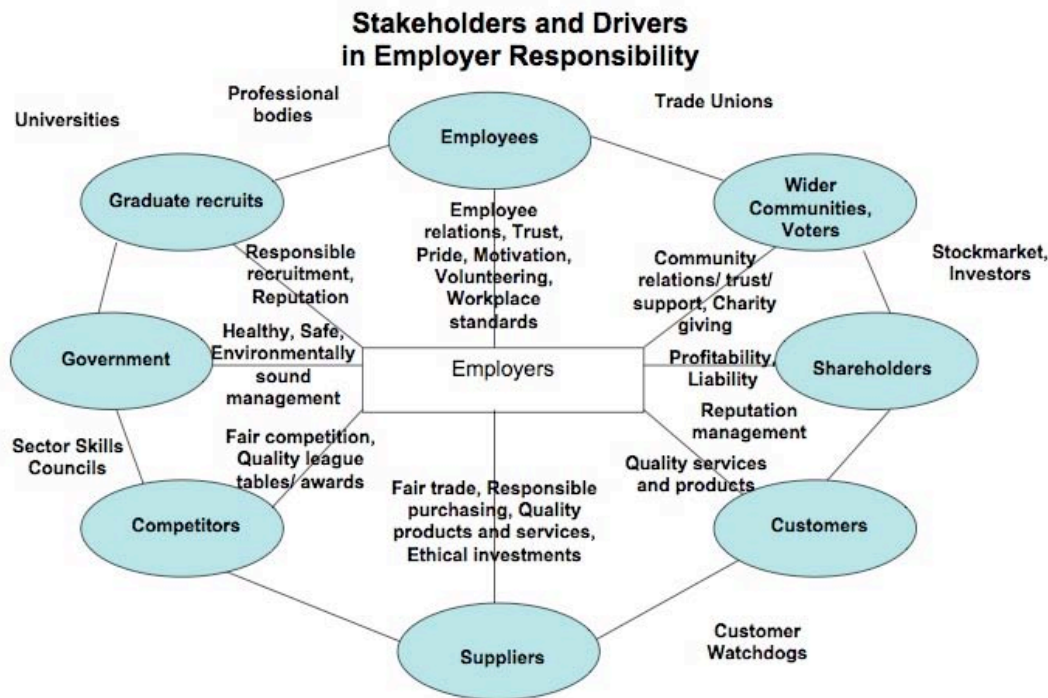 Stakeholders and Drivers
in Employer Responsibility
Universities
Professional
bodies
Trade Unions
Employees
Graduate recruits
Wider
Communities,
Voters
Stockmarket,
Investors
Responsible
recruitment,
Reputation
Employee
relations, Trust,
Pride, Motivation,
Volunteering,
Workplace
standards
Community
relations/ trust/
support, Charity
giving
Government
Healthy, Safe,
Environmentally
sound
management
Employers
Profitability,
Liability
Shareholders
Reputation
management
Sector Skills
Councils
Fair competition,
Quality league
tables/ awards
Fair trade, Responsible
purchasing, Quality
products and services,
Ethical investments
Quality services
and products
Competitors
Customers
Suppliers
Customer
Watchdogs